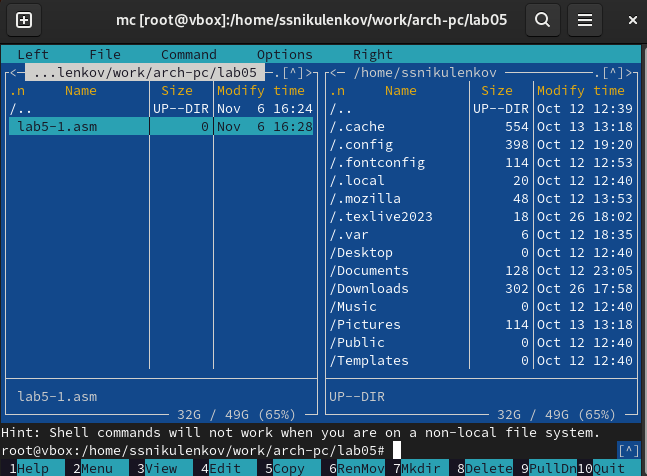 mc [root@vbox]:/home/ssnikulenkov/work/arch-pc/lab05
Left File Command Options Right
<─ ...lenkov/work/arch-pc/lab05 ─.[^]> <─ /home/ssnikulenkov ─.[^]>
.n Name Size Modify time .n Name Size Modify time
/.. UP--DIR Nov 6 16:24 /.. UP--DIR Oct 12 12:39
lab5-1.asm 0 Nov 6 16:28 /.cache 554 Oct 13 13:18
/.config 398 Oct 12 19:20
/.fontconfig 114 Oct 12 12:53
/.local 20 Oct 12 12:40
/.mozilla 48 Oct 12 13:53
/.texlive2023 18 Oct 26 18:02
/.var 6 Oct 12 18:35
/Desktop 0 Oct 12 12:40
/Documents 128 Oct 12 23:05
/Downloads 302 Oct 26 17:58
/Music 0 Oct 12 12:40
/Pictures 114 Oct 13 13:18
/Public 0 Oct 12 12:40
/Templates 0 Oct 12 12:40
lab5-1.asm UP--DIR
32G / 49G (65%) 32G / 49G (65%)
Hint: Shell commands will not work when you are on a non-local file system.
root@vbox:/home/ssnikulenkov/work/arch-pc/lab05# [^]
1Help 2Menu 3View 4Edit 5Copy 6RenMov 7Mkdir 8Delete 9PullDn 10Quit